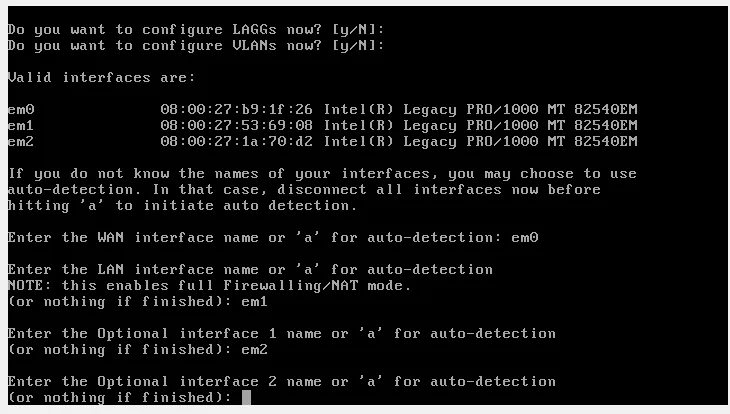 Do you want to configure LAGGs now? [y/N]:
Do you want to configure VLANs now? [y/N]:
Valid interfaces are:
em0 08:00:27:b9:1f:26 Intel(R) Legacy PRO/1000 MT 82540EM
em1 08:00:27:53:69:08 Intel(R) Legacy PRO/1000 MT 82540EM
em2 08:00:27:1a:70:d2 Intel(R) Legacy PRO/1000 MT 82540EM
If you do not know the names of your interfaces, you may choose to use
auto-detection. In that case, disconnect all interfaces now before
hitting 'a' to initiate auto detection.
Enter the WAN interface name or 'a' for auto-detection: em0
Enter the LAN interface name or 'a' for auto-detection
NOTE: this enables full Firewalling/NAT mode.
(or nothing if finished): em1
Enter the Optional interface 1 name or 'a' for auto-detection
(or nothing if finished): em2
Enter the Optional interface 2 name or 'a' for auto-detection
(or nothing if finished):